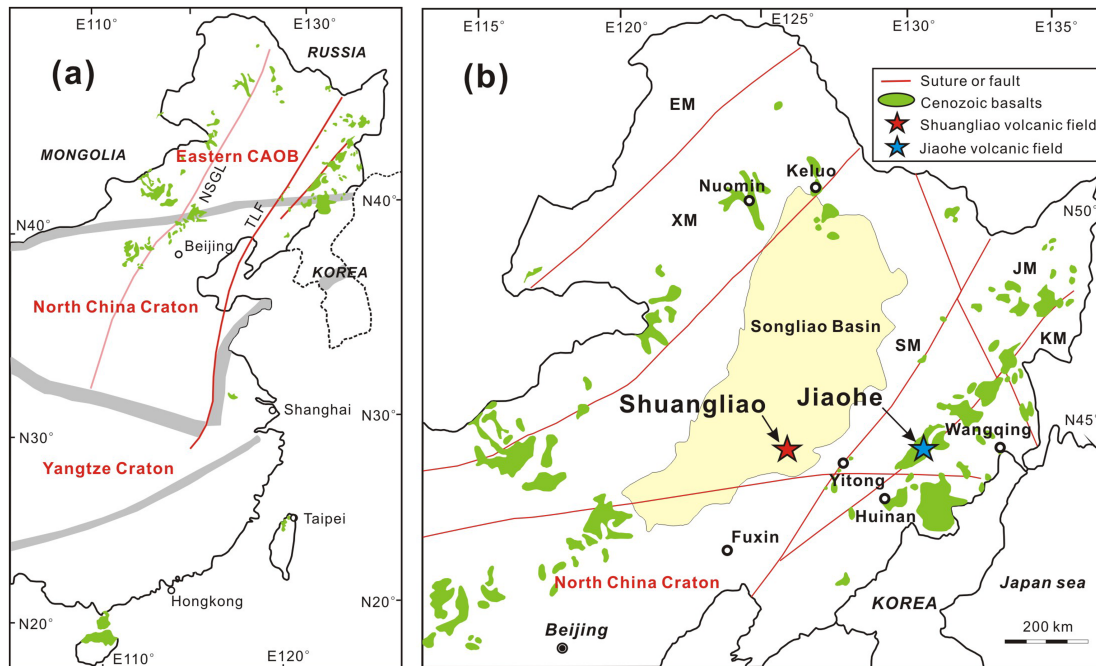 E110°
E130°
RUSSIA
(a)
MONGOLIA
Eastern CAOB
NSGL
TLF
N40°
N40°
Beijing
KOREA
North China Craton
Shanghai
N30°
N30°
Yangtze Craton
Taipei
Hongkong
N20°
N20°
E110°
E120°
E115°
E120°
E125°
E130°
E135°
(b)
Suture or fault
Cenozoic basalts
Shuangliao volcanic field
Jiaohe volcanic field
EM
Keluo
Nuomin
XM
N50°
JM
Songliao Basin
SM
KM
Shuangliao
Jiaohe
Wangqing
N45°
Yitong
Huinan
Fuxin
North China Craton
Japan sea
KOREA
Beijing
200 km